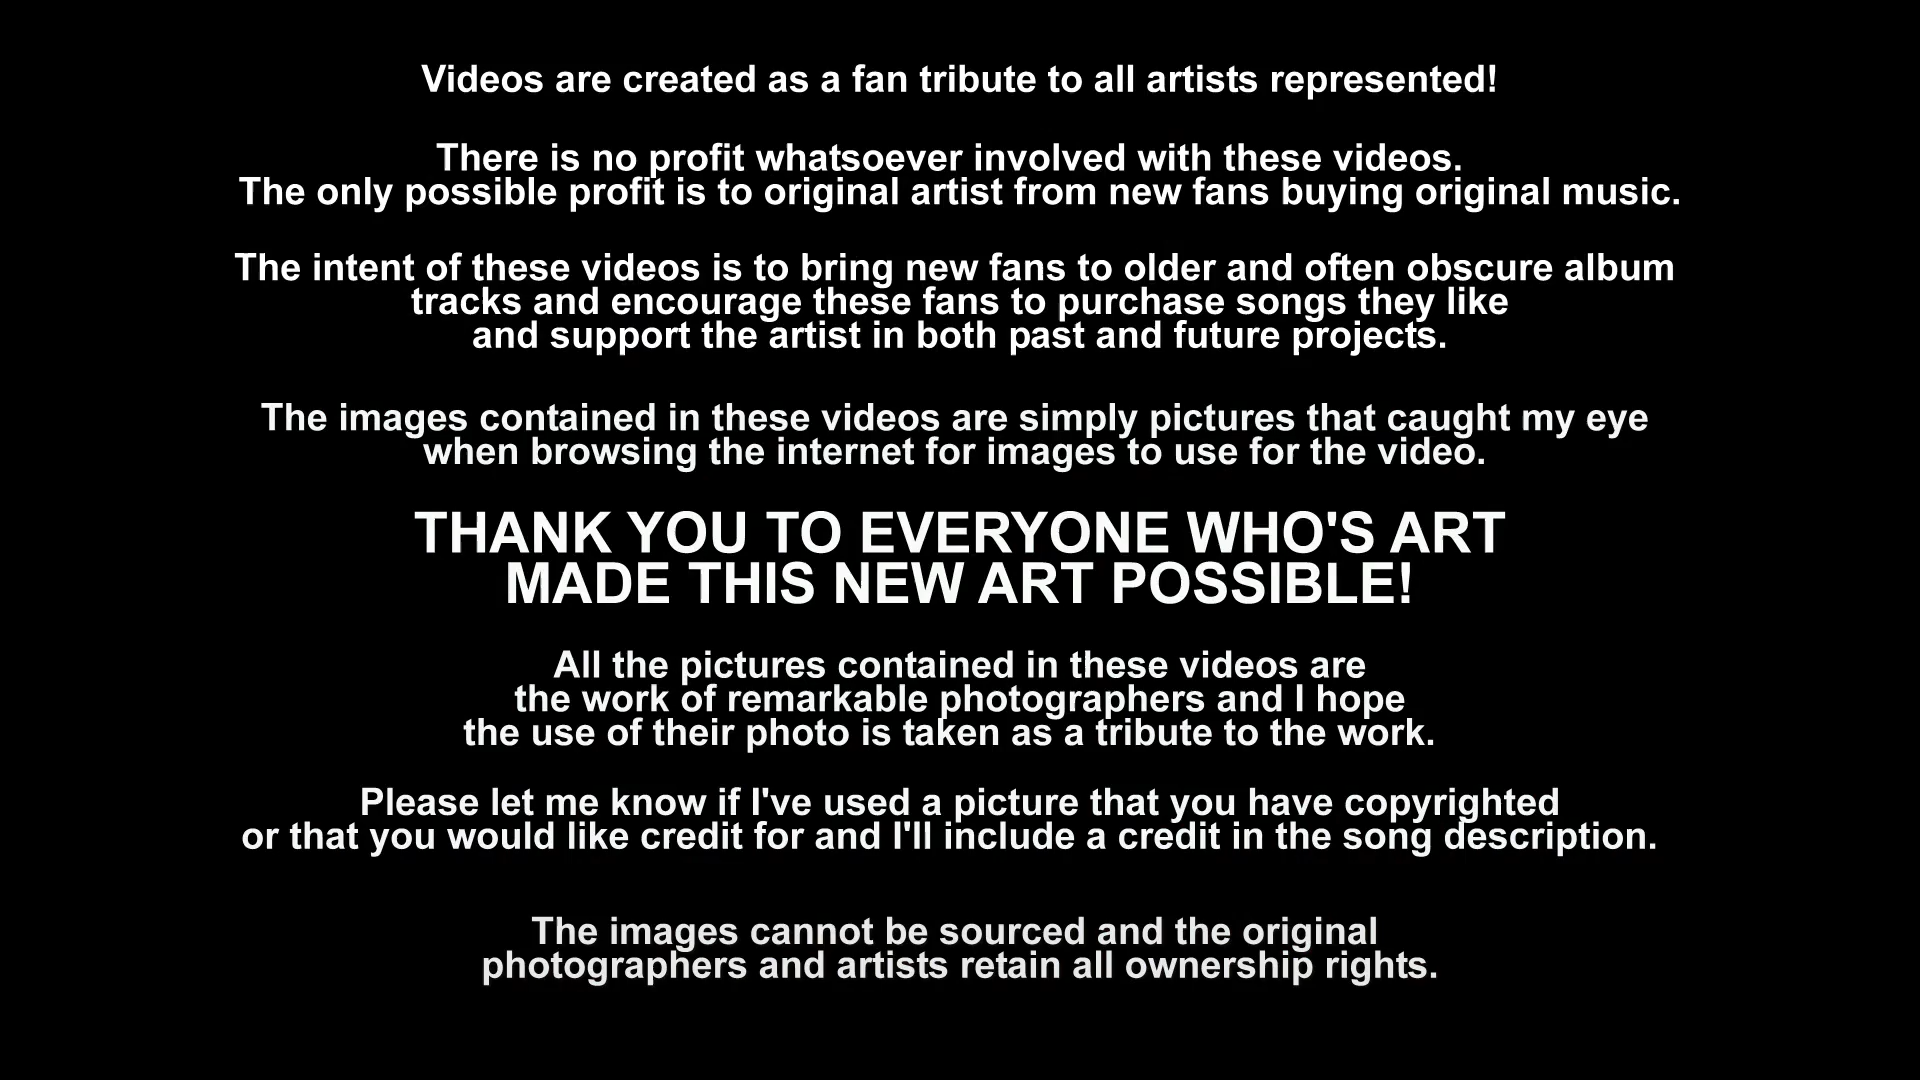 Videos are created as a fan tribute to all artists represented!
There is no profit whatsoever involved with these videos.
The only possible profit is to original artist from new fans buying original music.
The intent of these videos is to bring new fans to older and often obscure album
tracks and encourage these fans to purchase songs they like
and support the artist in both past and future projects.
The images contained in these videos are simply pictures that caught my eye
when browsing the internet for images to use for the video.
THANK YOU TO EVERYONE WHO'S ART
MADE THIS NEW ART POSSIBLE!
All the pictures contained in these videos are
the work of remarkable photographers and I hope
the use of their photo is taken as a tribute to the work.
Please let me know if I've used a picture that you have copyrighted
or that you would like credit for and I'll include a credit in the song description.
The images cannot be sourced and the original
photographers and artists retain all ownership rights.